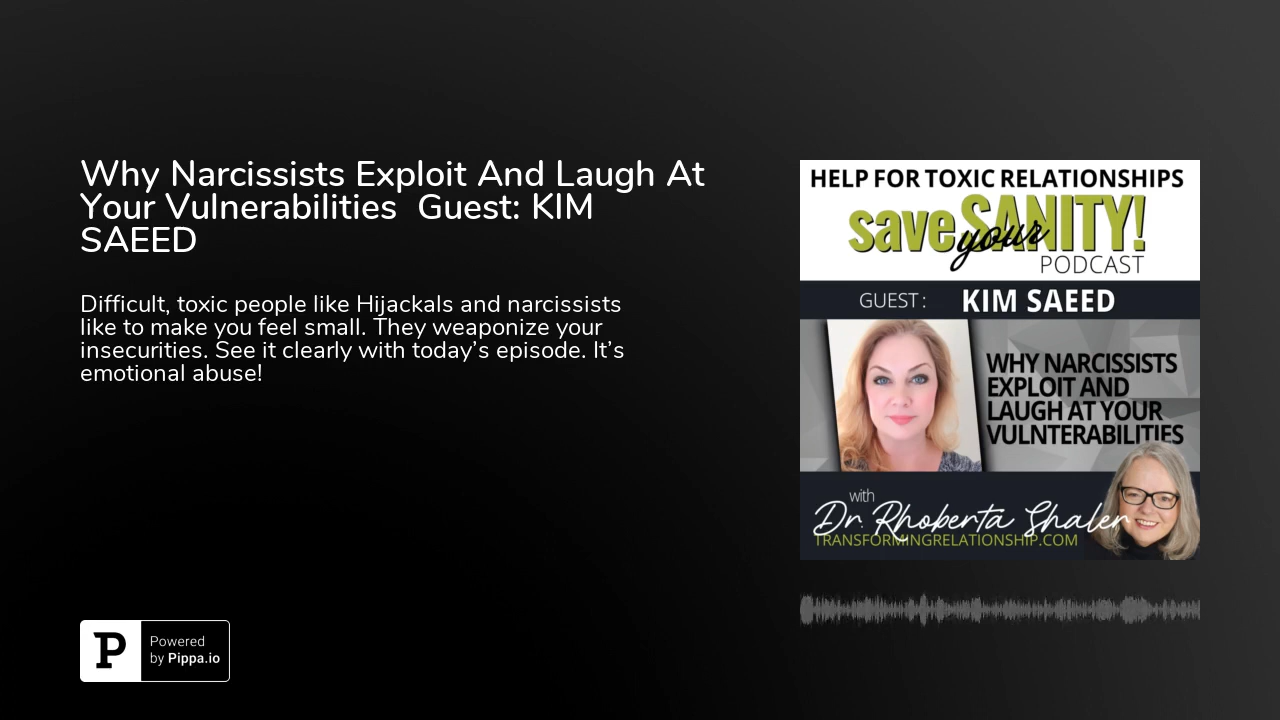 Why Narcissists Exploit And Laugh At
Your Vulnerabilities  Guest: KIM
SAEED
Difficult, toxic people like Hijackals and narcissists
like to make you feel small. They weaponize your
insecurities. See it clearly with today’s episode. It’s
emotional abuse!
HELP FOR TOXIC RELATIONSHIPS
save your SANITY!
PODCAST
GUEST: KIM SAEED
WHY NARCISSISTS
EXPLOIT AND
LAUGH AT YOUR
VULNTERABILITIES
with
Dr. Rhoberta Shaler
TRANSFORMINGRELATIONSHIP.COM
P
Powered
by Pippa.io